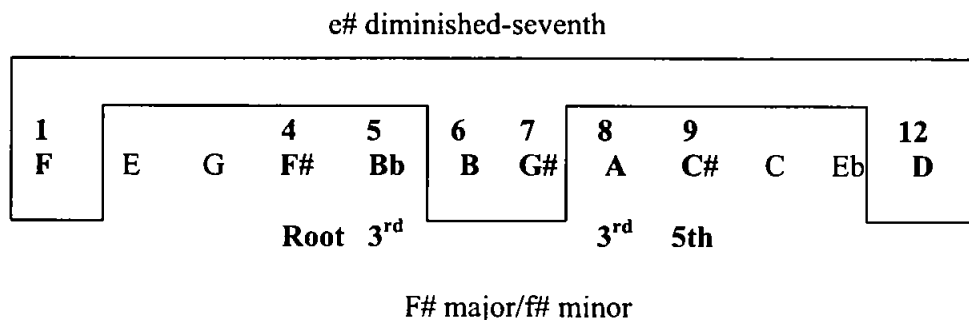 e# diminished-seventh
1 4 5 6 7 8 9 12
F E G F# Bb B G# A C# C Eb D
Root 3rd 3rd 5th
F# major/f# minor